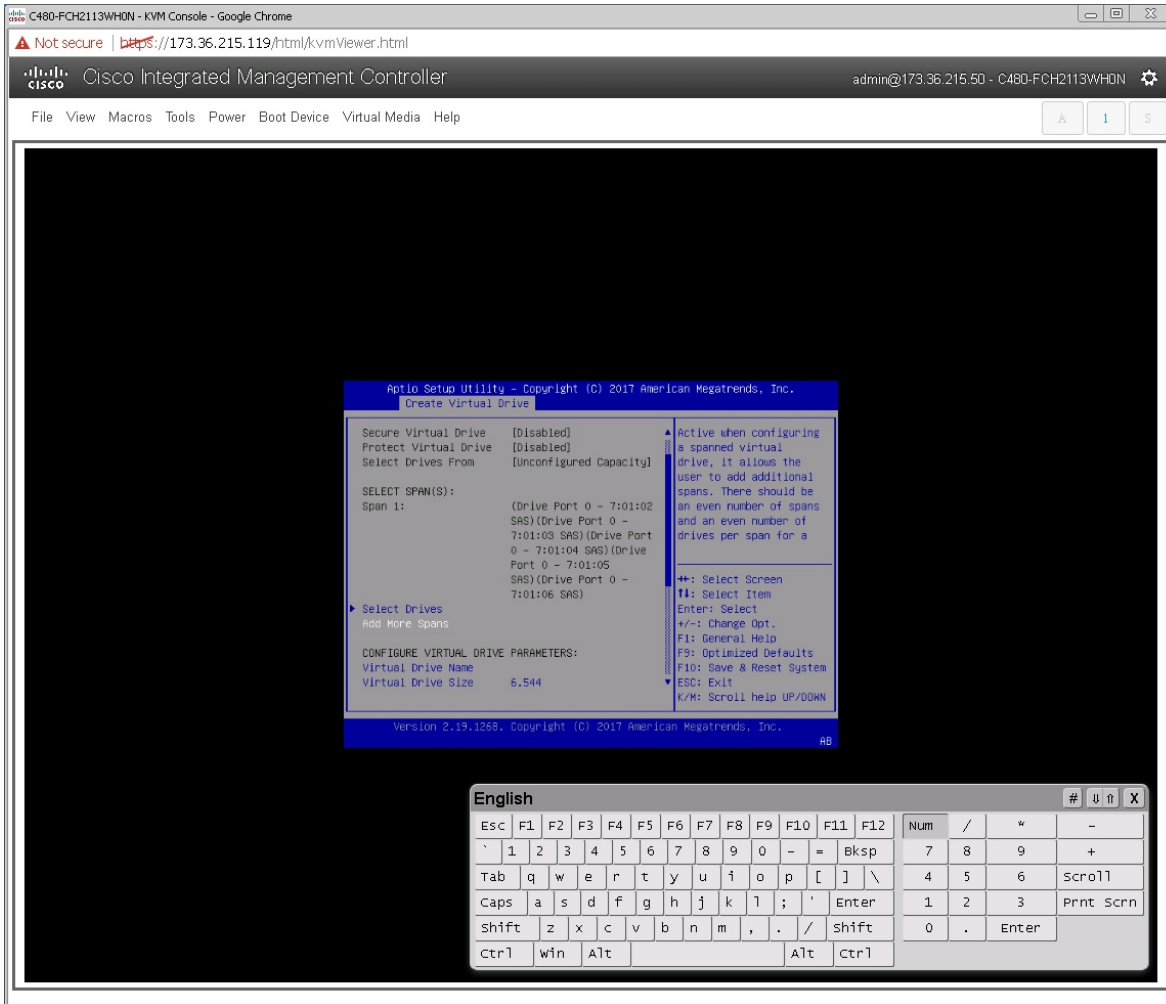 C480-FCH2113WH0N - KVM Console - Google Chrome
Not secure | https://173.36.215.119/html/kvmViewer.html
cisco Cisco Integrated Management Controller
admin@173.36.215.50 - C480-FCH2113WH0N
File View Macros Tools Power Boot Device Virtual Media Help
A 1 S
Aptio Setup Utility – Copyright (C) 2017 American Megatrends, Inc.
Create Virtual Drive
Secure Virtual Drive [Disabled]
Protect Virtual Drive [Disabled]
Select Drives From [Unconfigured Capacity]
SELECT SPAN(S):
Span 1: (Drive Port 0 – 7:01:02
SAS)(Drive Port 0 –
7:01:03 SAS)(Drive Port
0 – 7:01:04 SAS)(Drive
Port 0 – 7:01:05
SAS)(Drive Port 0 –
7:01:06 SAS)
Select Drives
Add More Spans
CONFIGURE VIRTUAL DRIVE PARAMETERS:
Virtual Drive Name
Virtual Drive Size 6.544
Active when configuring
a spanned virtual
drive, it allows the
user to add additional
spans. There should be
an even number of spans
and an even number of
drives per span for a
→←: Select Screen
↑↓: Select Item
Enter: Select
+/-: Change Opt.
F1: General Help
F9: Optimized Defaults
F10: Save & Reset System
ESC: Exit
K/M: Scroll help UP/DOWN
Version 2.19.1268. Copyright (C) 2017 American Megatrends, Inc.
AB
English # ⇓⇑ X
Esc F1 F2 F3 F4 F5 F6 F7 F8 F9 F10 F11 F12 Num / * -
` 1 2 3 4 5 6 7 8 9 0 - = Bksp 7 8 9 +
Tab q w e r t y u i o p [ ] \ 4 5 6 Scroll
Caps a s d f g h j k l ; ' Enter 1 2 3 Prnt Scrn
Shift z x c v b n m , . / Shift 0 . Enter
Ctrl Win Alt Alt Ctrl